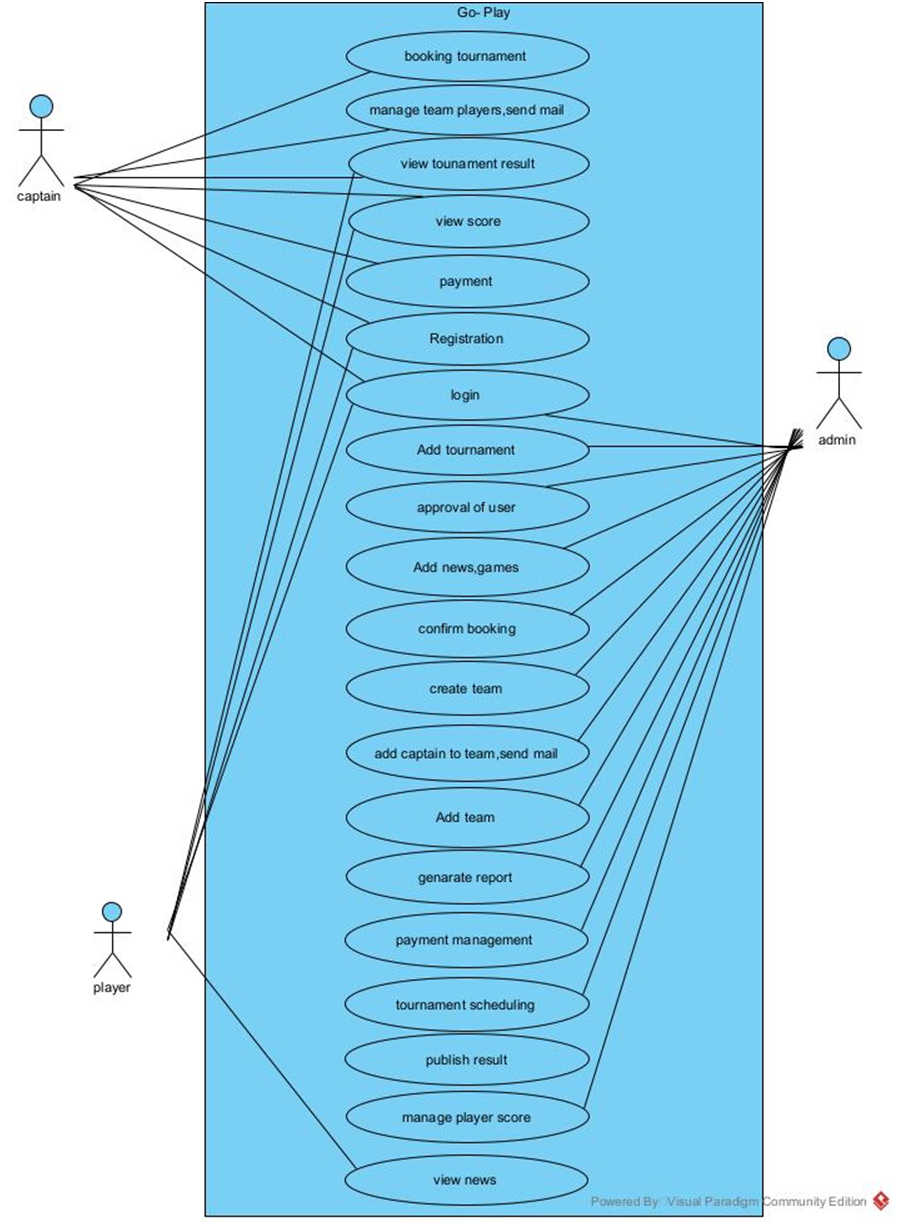 Go- Play
booking tournament
manage team players,send mail
view tounament result
captain
view score
payment
Registration
login
admin
Add tournament
approval of user
Add news,games
confirm booking
create team
add captain to team,send mail
Add team
genarate report
payment management
player
tournament scheduling
publish result
manage player score
view news
Powered By Visual Paradigm Community Edition